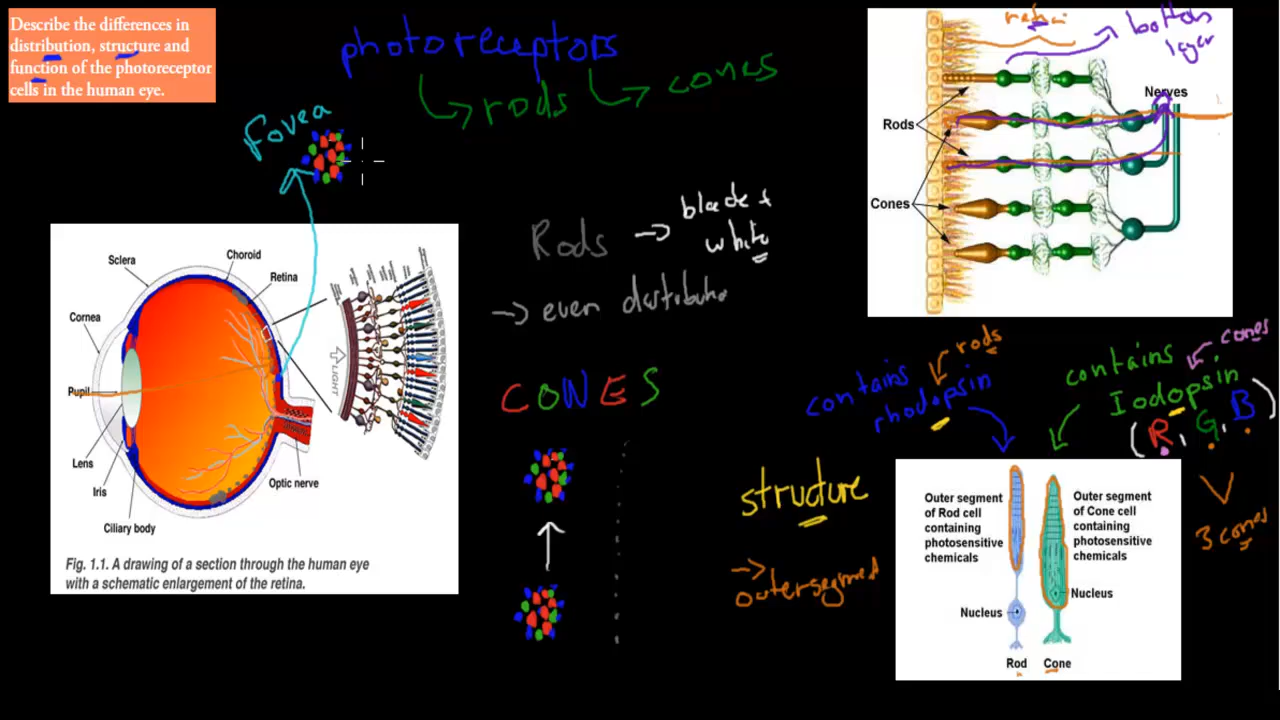 Describe the differences in
distribution, structure and
function of the photoreceptor
cells in the human eye.
photoreceptors
rods
cones
fovea
Rods → black +
white
→ even
CONES
structure
→
outersegment
Sclera
Choroid
Retina
Cornea
Pupil
Lens
Iris
Ciliary body
Optic nerve
LIGHT
Fig. 1.1. A drawing of a section through the human eye
with a schematic enlargement of the retina.
bottom
layer
Nerves
Rods
Cones
rods
contains
rhodopsin
cones
contains
Iodopsin
(R, G, B)
3 cones
Outer segment
of Rod cell
containing
photosensitive
chemicals
Nucleus
Rod
Outer segment
of Cone cell
containing
photosensitive
chemicals
Nucleus
Cone